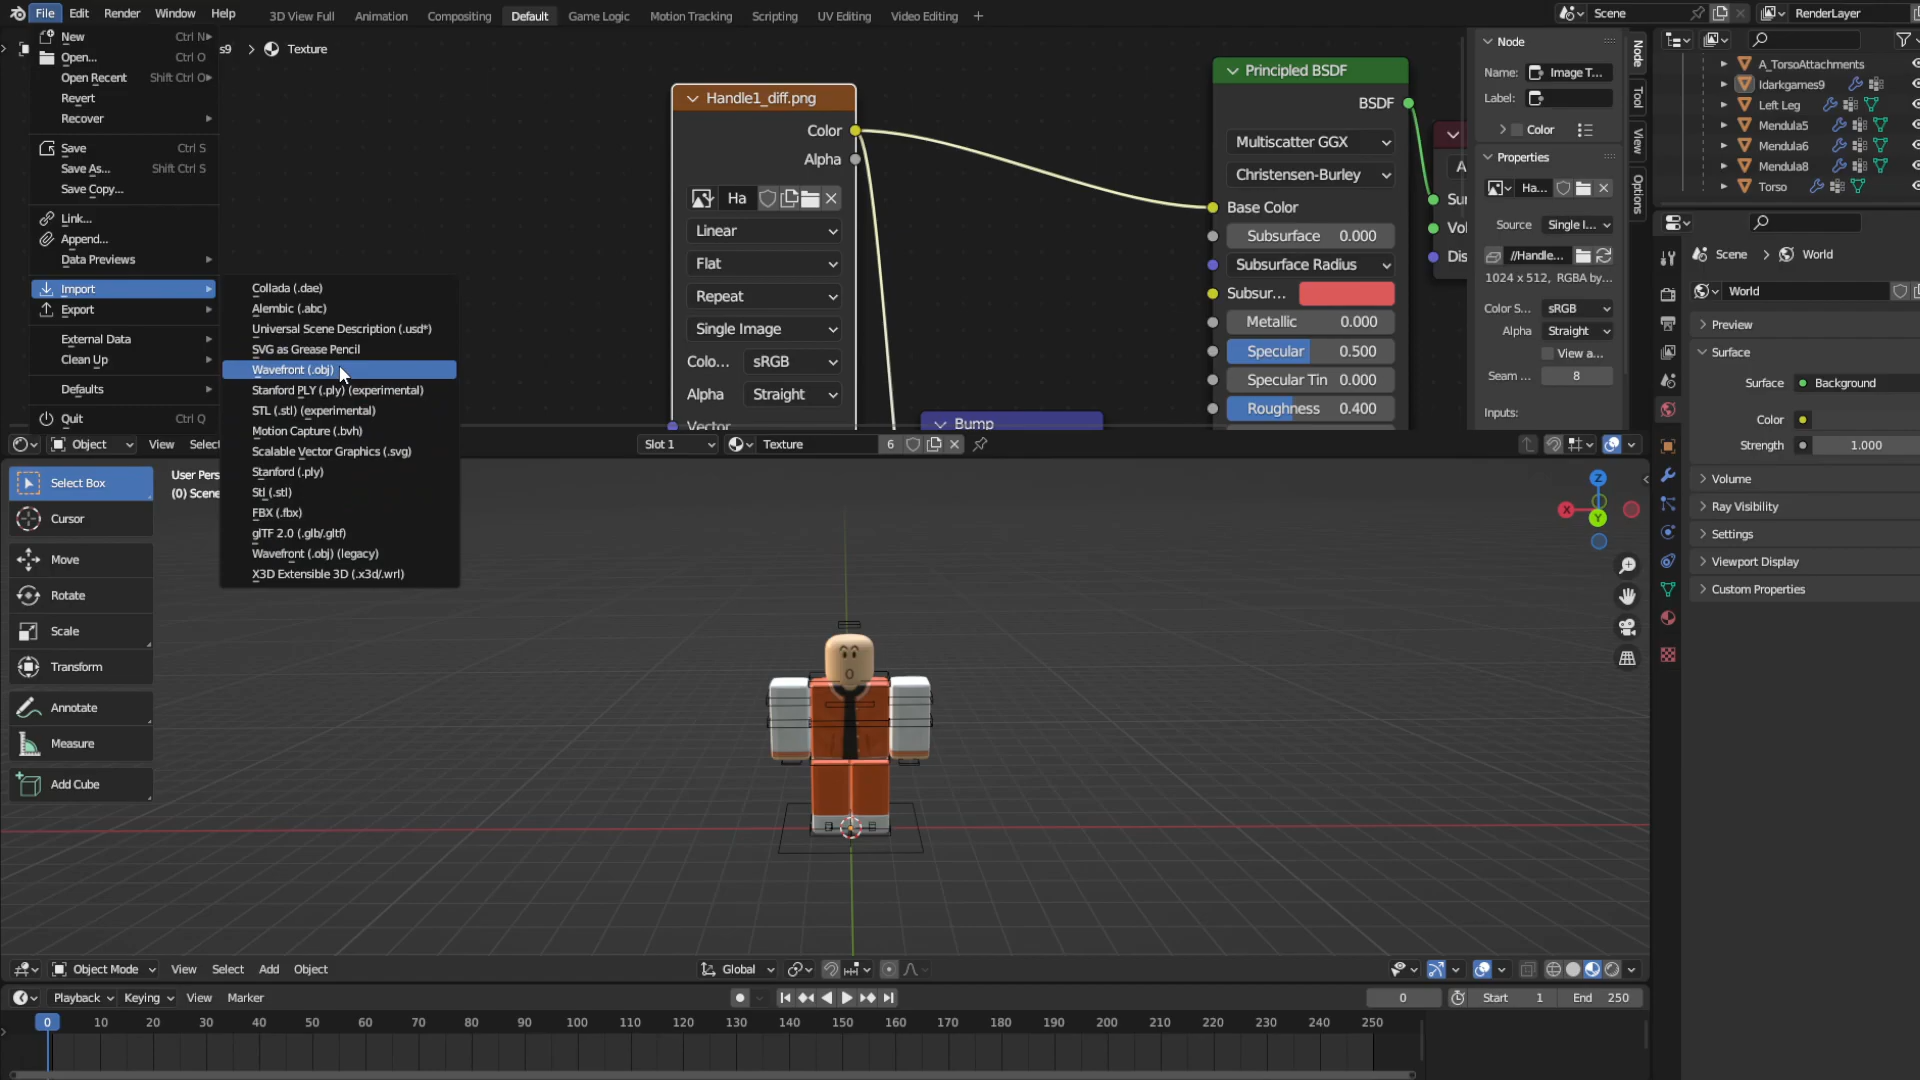 File Edit Render Window Help 3D View Full Animation Compositing Default Game Logic Motion Tracking Scripting UV Editing Video Editing + Scene RenderLayer
New Ctrl N
Open... Ctrl O
Open Recent Shift Ctrl O
Revert
Recover
Save Ctrl S
Save As... Shift Ctrl S
Save Copy...
Link...
Append...
Data Previews
Import
Export
External Data
Clean Up
Defaults
Quit Ctrl Q
Collada (.dae)
Alembic (.abc)
Universal Scene Description (.usd*)
SVG as Grease Pencil
Wavefront (.obj)
Stanford PLY (.ply) (experimental)
STL (.stl) (experimental)
Motion Capture (.bvh)
Scalable Vector Graphics (.svg)
Stanford (.ply)
Stl (.stl)
FBX (.fbx)
glTF 2.0 (.glb/.gltf)
Wavefront (.obj) (legacy)
X3D Extensible 3D (.x3d/.wrl)
s9 > Texture
Handle1_diff.png
Color
Alpha
Ha
Linear
Flat
Repeat
Single Image
Colo... sRGB
Alpha Straight
Vector
Bump
Principled BSDF
BSDF
Multiscatter GGX
Christensen-Burley
Base Color
Subsurface 0.000
Subsurface Radius
Subsur...
Metallic 0.000
Specular 0.500
Specular Tin 0.000
Roughness 0.400
A
Su
Vol
Dis
Node
Name: Image T...
Label:
Color
Properties
Ha...
Source Single I...
//Handle...
1024 x 512, RGBA by...
Color S... sRGB
Alpha Straight
View a...
Seam ... 8
Inputs:
Node
Tool
View
Options
A_TorsoAttachments
Idarkgames9
Left Leg
Mendula5
Mendula6
Mendula8
Torso
Scene > World
World
Preview
Surface
Surface Background
Color
Strength 1.000
Volume
Ray Visibility
Settings
Viewport Display
Custom Properties
Object View Select Slot 1 Texture 6
User Pers
(0) Scene
Select Box
Cursor
Move
Rotate
Scale
Transform
Annotate
Measure
Add Cube
Z
X
Y
Object Mode View Select Add Object Global
Playback Keying View Marker 0 Start 1 End 250
0 10 20 30 40 50 60 70 80 90 100 110 120 130 140 150 160 170 180 190 200 210 220 230 240 250